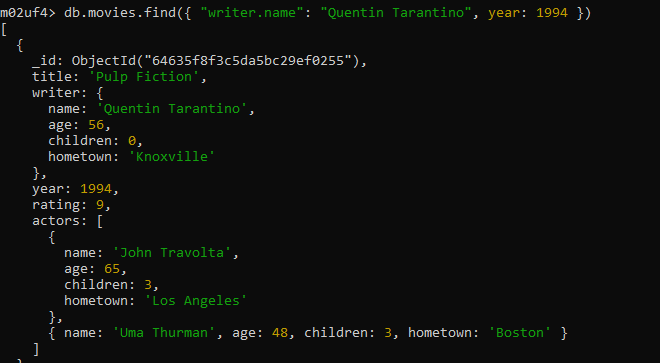 m02uf4> db.movies.find({ "writer.name": "Quentin Tarantino", year: 1994 })
[
  {
    _id: ObjectId("64635f8f3c5da5bc29ef0255"),
    title: 'Pulp Fiction',
    writer: {
      name: 'Quentin Tarantino',
      age: 56,
      children: 0,
      hometown: 'Knoxville'
    },
    year: 1994,
    rating: 9,
    actors: [
      {
        name: 'John Travolta',
        age: 65,
        children: 3,
        hometown: 'Los Angeles'
      },
      { name: 'Uma Thurman', age: 48, children: 3, hometown: 'Boston' }
    ]
  }